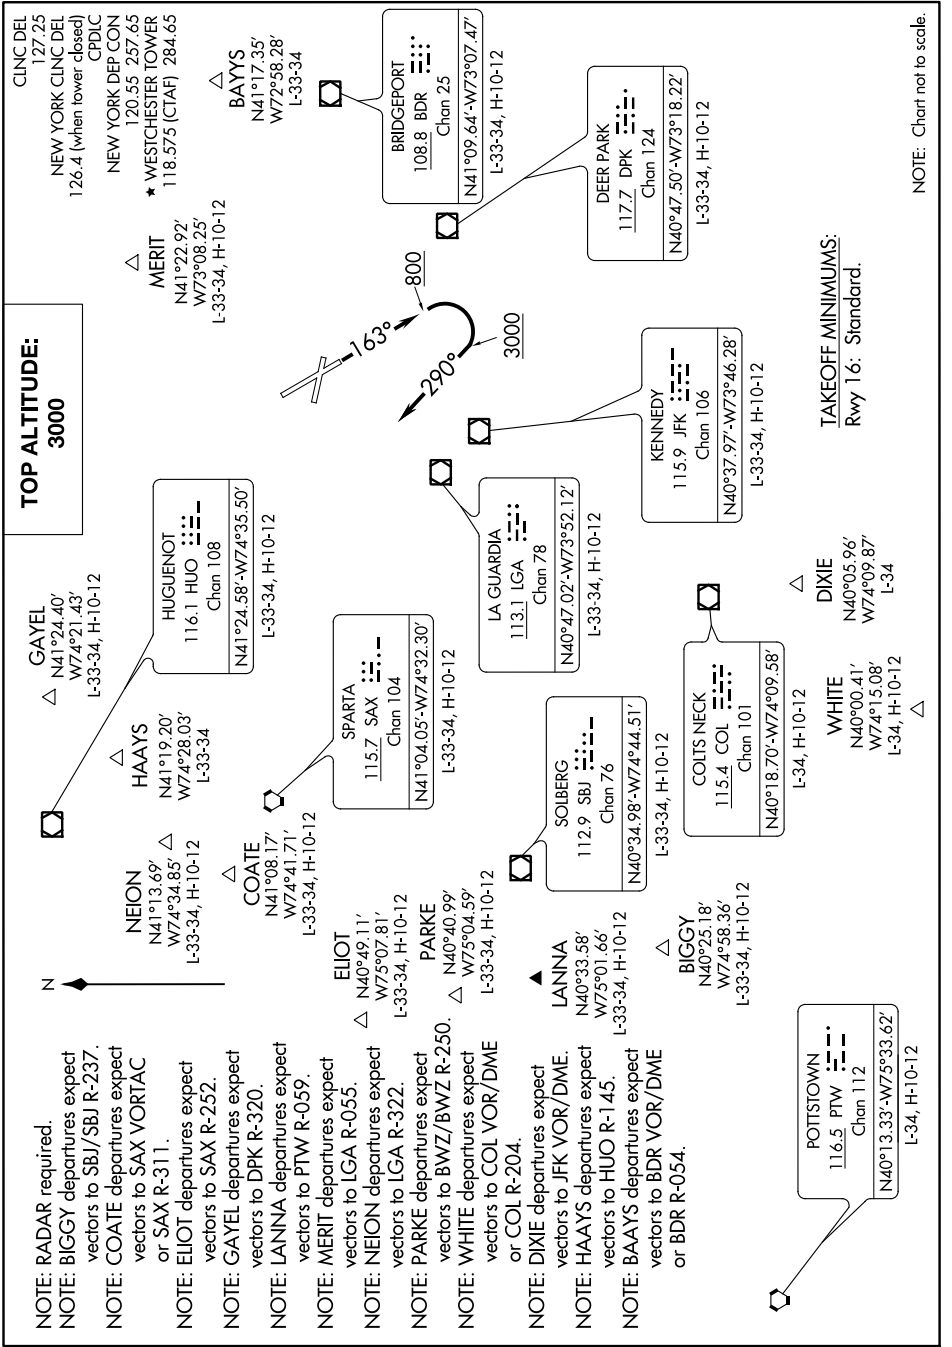 CLNC DEL
127.25
NEW YORK CLNC DEL
126.4 (when tower closed)
CPDLC
NEW YORK DEP CON
120.55 257.65
★ WESTCHESTER TOWER
118.575 (CTAF) 284.65
TOP ALTITUDE:
3000
NOTE: RADAR required.
NOTE: BIGGY departures expect
vectors to SBJ/SBJ R-237.
NOTE: COATE departures expect
vectors to SAX VORTAC
or SAX R-311.
NOTE: ELIOT departures expect
vectors to SAX R-252.
NOTE: GAYEL departures expect
vectors to DPK R-320.
NOTE: LANNA departures expect
vectors to PTW R-059.
NOTE: MERIT departures expect
vectors to LGA R-055.
NOTE: NEION departures expect
vectors to LGA R-322.
NOTE: PARKE departures expect
vectors to BWZ/BWZ R-250.
NOTE: WHITE departures expect
vectors to COL VOR/DME
or COL R-204.
NOTE: DIXIE departures expect
vectors to JFK VOR/DME.
NOTE: HAAYS departures expect
vectors to HUO R-145.
NOTE: BAAYS departures expect
vectors to BDR VOR/DME
or BDR R-054.
N
GAYEL
N41°24.40'
W74°21.43'
L-33-34, H-10-12
HUGUENOT
116.1 HUO
Chan 108
N41°24.58'-W74°35.50'
L-33-34, H-10-12
HAAYS
N41°19.20'
W74°28.03'
L-33-34
NEION
N41°13.69'
W74°34.85'
L-33-34, H-10-12
COATE
N41°08.17'
W74°41.71'
L-33-34, H-10-12
SPARTA
115.7 SAX
Chan 104
N41°04.05'-W74°32.30'
L-33-34, H-10-12
ELIOT
N40°49.11'
W75°07.81'
L-33-34, H-10-12
PARKE
N40°40.99'
W75°04.59'
L-33-34, H-10-12
LANNA
N40°33.58'
W75°01.66'
L-33-34, H-10-12
SOLBERG
112.9 SBJ
Chan 76
N40°34.98'-W74°44.51'
L-33-34, H-10-12
BIGGY
N40°25.18'
W74°58.36'
L-33-34, H-10-12
POTTSTOWN
116.5 PTW
Chan 112
N40°13.33'-W75°33.62'
L-34, H-10-12
COLTS NECK
115.4 COL
Chan 101
N40°18.70'-W74°09.58'
L-34, H-10-12
WHITE
N40°00.41'
W74°15.08'
L-34, H-10-12
DIXIE
N40°05.96'
W74°09.87'
L-34
LA GUARDIA
113.1 LGA
Chan 78
N40°47.02'-W73°52.12'
L-33-34, H-10-12
KENNEDY
115.9 JFK
Chan 106
N40°37.97'-W73°46.28'
L-33-34, H-10-12
163°
800
290°
3000
MERIT
N41°22.92'
W73°08.25'
L-33-34, H-10-12
BAYYS
N41°17.35'
W72°58.28'
L-33-34
BRIDGEPORT
108.8 BDR
Chan 25
N41°09.64'-W73°07.47'
L-33-34, H-10-12
DEER PARK
117.7 DPK
Chan 124
N40°47.50'-W73°18.22'
L-33-34, H-10-12
TAKEOFF MINIMUMS:
Rwy 16: Standard.
NOTE: Chart not to scale.